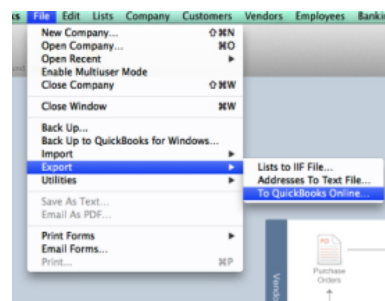 File Edit Lists Company Customers Vendors Employees
New Company... ⇧⌘N
Open Company... ⌘O
Open Recent ▶
Enable Multiuser Mode
Close Company ⇧⌘W
Close Window ⌘W
Back Up...
Back Up to QuickBooks for Windows...
Import ▶
Export ▶
Utilities ▶
Save As Text...
Email As PDF...
Print Forms ▶
Email Forms...
Print... ⌘P
Lists to IIF File...
Addresses To Text File...
To QuickBooks Online...
Purchase
Orders